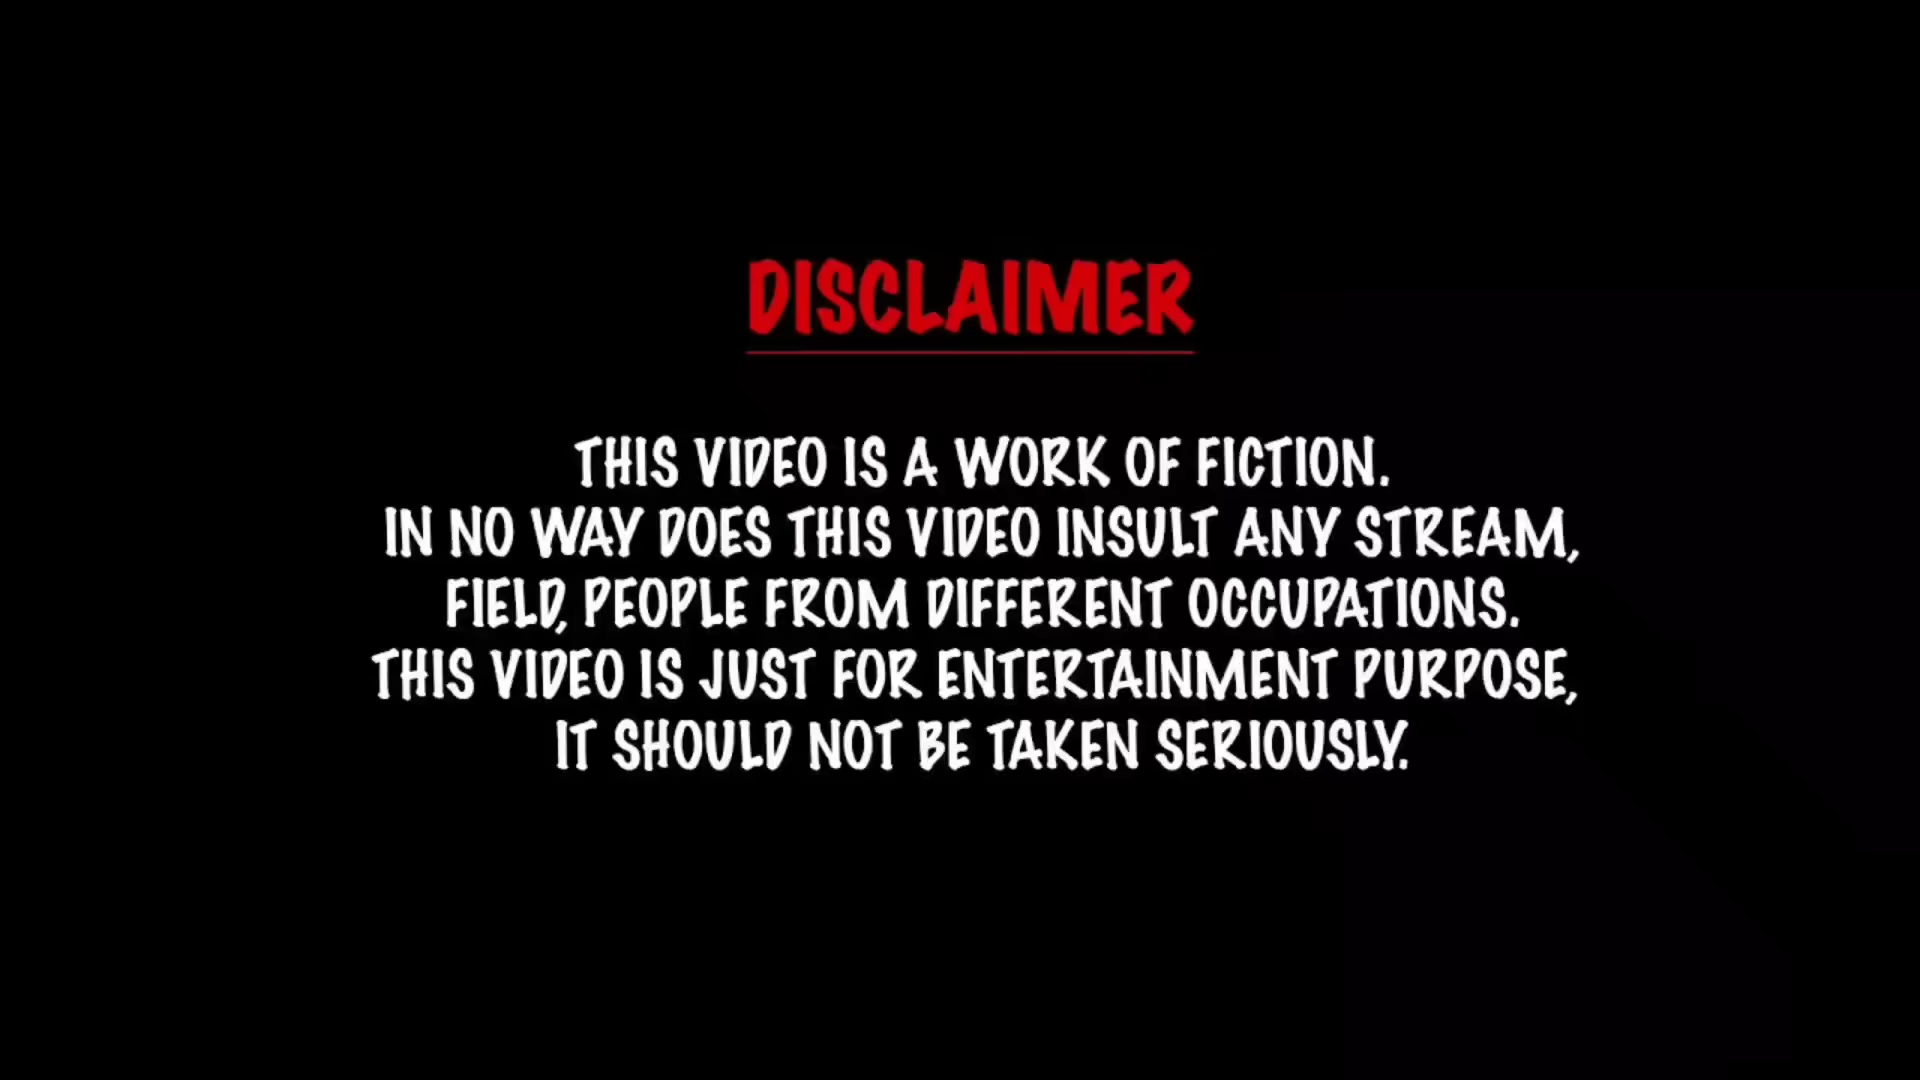 DISCLAIMER
THIS VIDEO IS A WORK OF FICTION.
IN NO WAY DOES THIS VIDEO INSULT ANY STREAM,
FIELD, PEOPLE FROM DIFFERENT OCCUPATIONS.
THIS VIDEO IS JUST FOR ENTERTAINMENT PURPOSE,
IT SHOULD NOT BE TAKEN SERIOUSLY.